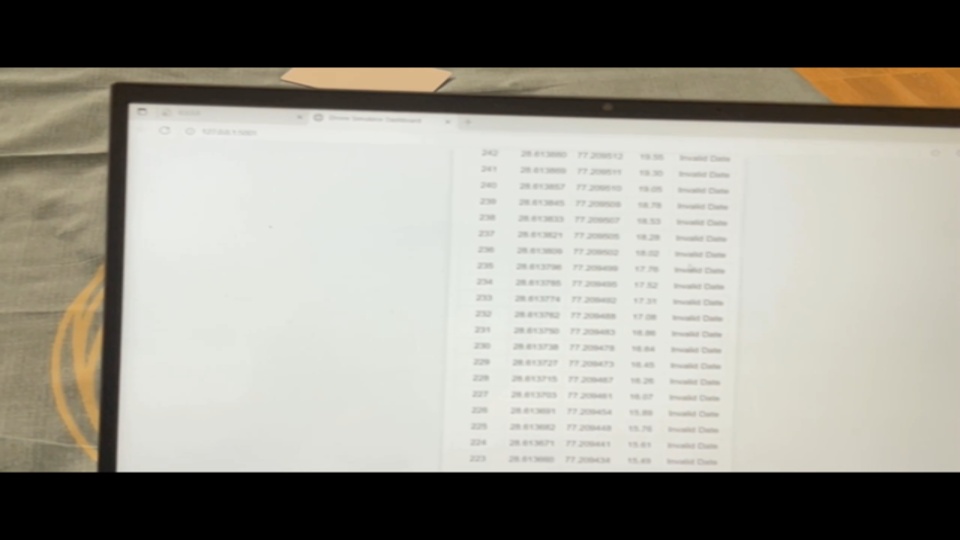 Drone Simulation Dashboard
127.0.0.1:5000
242 28.613880 77.209512 19.55 Invalid Date
241 28.613869 77.209511 19.30 Invalid Date
240 28.613857 77.209510 19.05 Invalid Date
239 28.613845 77.209509 18.78 Invalid Date
238 28.613833 77.209507 18.53 Invalid Date
237 28.613821 77.209505 18.28 Invalid Date
236 28.613809 77.209502 18.02 Invalid Date
235 28.613796 77.209499 17.76 Invalid Date
234 28.613785 77.209495 17.52 Invalid Date
233 28.613774 77.209492 17.31 Invalid Date
232 28.613762 77.209488 17.08 Invalid Date
231 28.613750 77.209483 16.86 Invalid Date
230 28.613738 77.209478 16.64 Invalid Date
229 28.613727 77.209473 16.45 Invalid Date
228 28.613715 77.209467 16.26 Invalid Date
227 28.613703 77.209461 16.07 Invalid Date
226 28.613691 77.209454 15.89 Invalid Date
225 28.613682 77.209448 15.76 Invalid Date
224 28.613671 77.209441 15.61 Invalid Date
223 28.613660 77.209434 15.49 Invalid Date